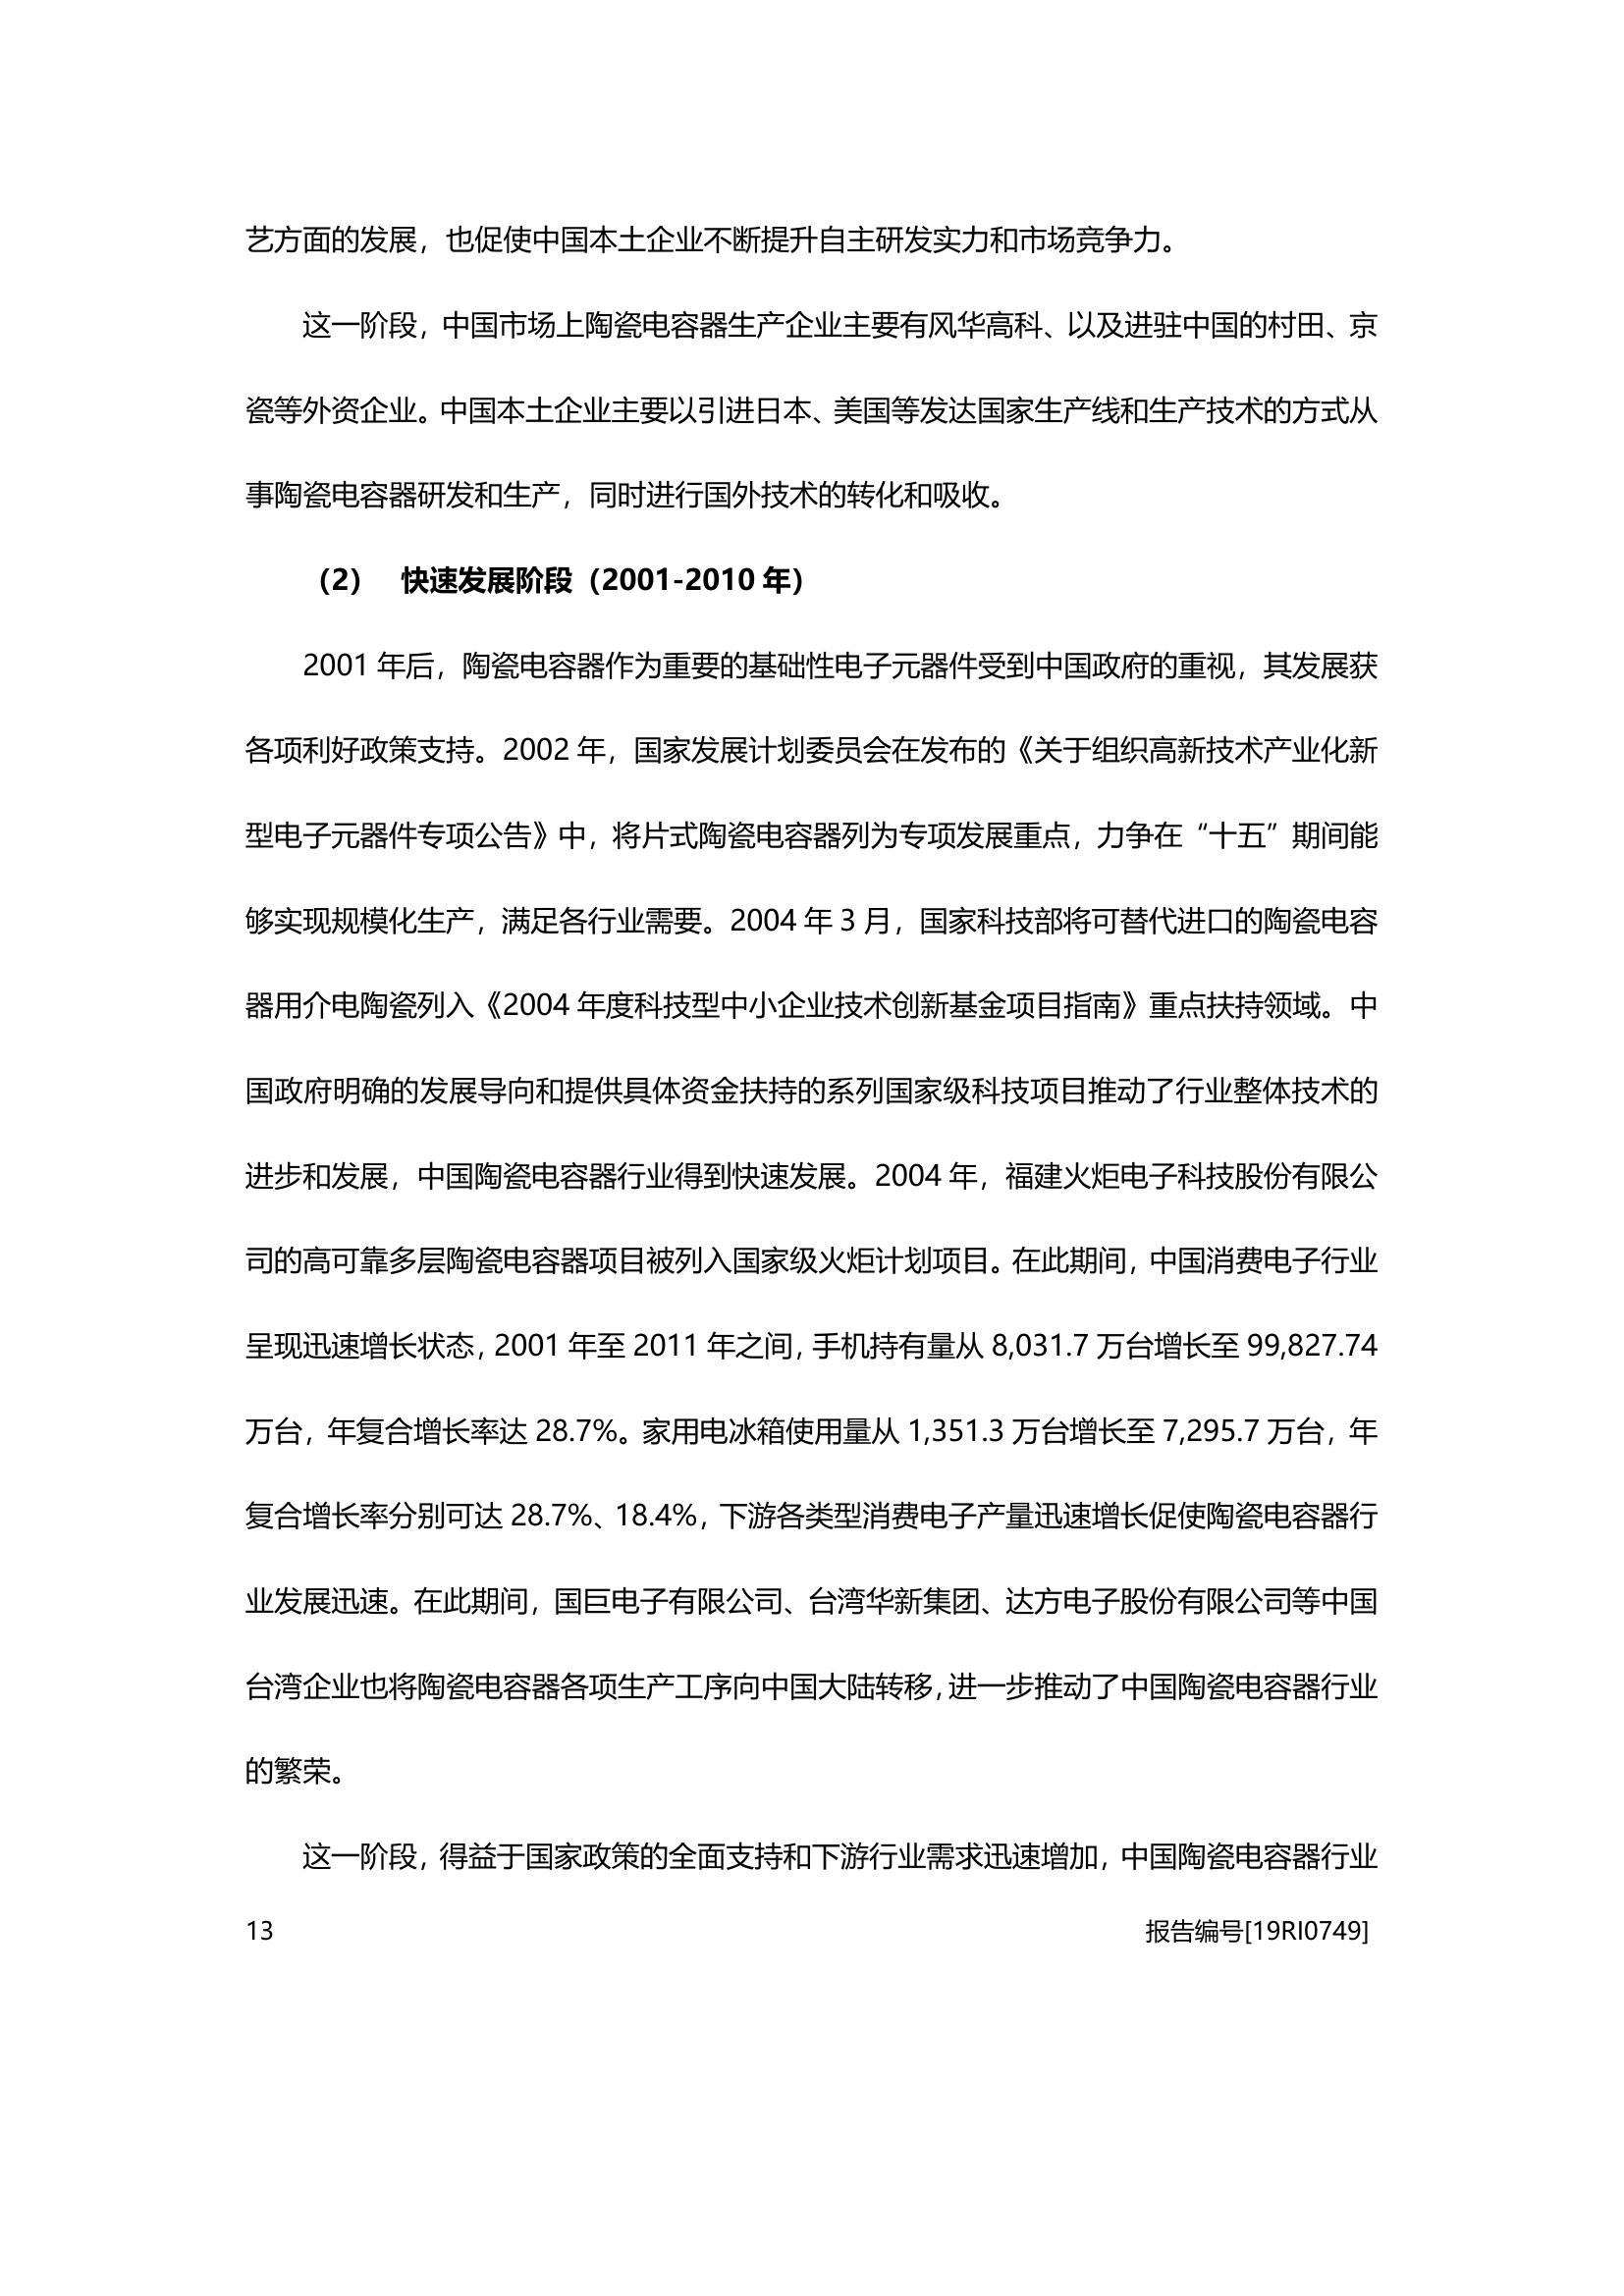 艺方面的发展，也促使中国本土企业不断提升自主研发实力和市场竞争力。
这一阶段，中国市场上陶瓷电容器生产企业主要有风华高科、以及进驻中国的村田、京
瓷等外资企业。中国本土企业主要以引进日本、美国等发达国家生产线和生产技术的方式从
事陶瓷电容器研发和生产，同时进行国外技术的转化和吸收。
（2） 快速发展阶段（2001-2010 年）
2001 年后，陶瓷电容器作为重要的基础性电子元器件受到中国政府的重视，其发展获
各项利好政策支持。2002 年，国家发展计划委员会在发布的《关于组织高新技术产业化新
型电子元器件专项公告》中，将片式陶瓷电容器列为专项发展重点，力争在“十五”期间能
够实现规模化生产，满足各行业需要。2004 年 3 月，国家科技部将可替代进口的陶瓷电容
器用介电陶瓷列入《2004 年度科技型中小企业技术创新基金项目指南》重点扶持领域。中
国政府明确的发展导向和提供具体资金扶持的系列国家级科技项目推动了行业整体技术的
进步和发展，中国陶瓷电容器行业得到快速发展。2004 年，福建火炬电子科技股份有限公
司的高可靠多层陶瓷电容器项目被列入国家级火炬计划项目。在此期间，中国消费电子行业
呈现迅速增长状态，2001 年至 2011 年之间，手机持有量从 8,031.7 万台增长至 99,827.74
万台，年复合增长率达 28.7%。家用电冰箱使用量从 1,351.3 万台增长至 7,295.7 万台，年
复合增长率分别可达 28.7%、18.4%，下游各类型消费电子产量迅速增长促使陶瓷电容器行
业发展迅速。在此期间，国巨电子有限公司、台湾华新集团、达方电子股份有限公司等中国
台湾企业也将陶瓷电容器各项生产工序向中国大陆转移，进一步推动了中国陶瓷电容器行业
的繁荣。
这一阶段，得益于国家政策的全面支持和下游行业需求迅速增加，中国陶瓷电容器行业
13 报告编号[19RI0749]